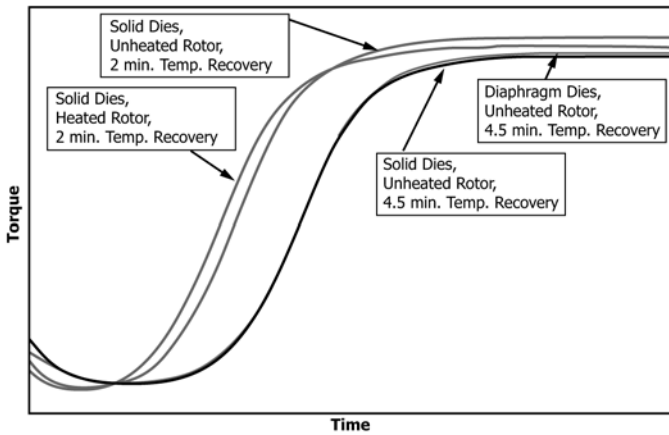 Solid Dies,
Unheated Rotor,
2 min. Temp. Recovery
Solid Dies,
Heated Rotor,
2 min. Temp. Recovery
Diaphragm Dies,
Unheated Rotor,
4.5 min. Temp. Recovery
Solid Dies,
Unheated Rotor,
4.5 min. Temp. Recovery
Torque
Time